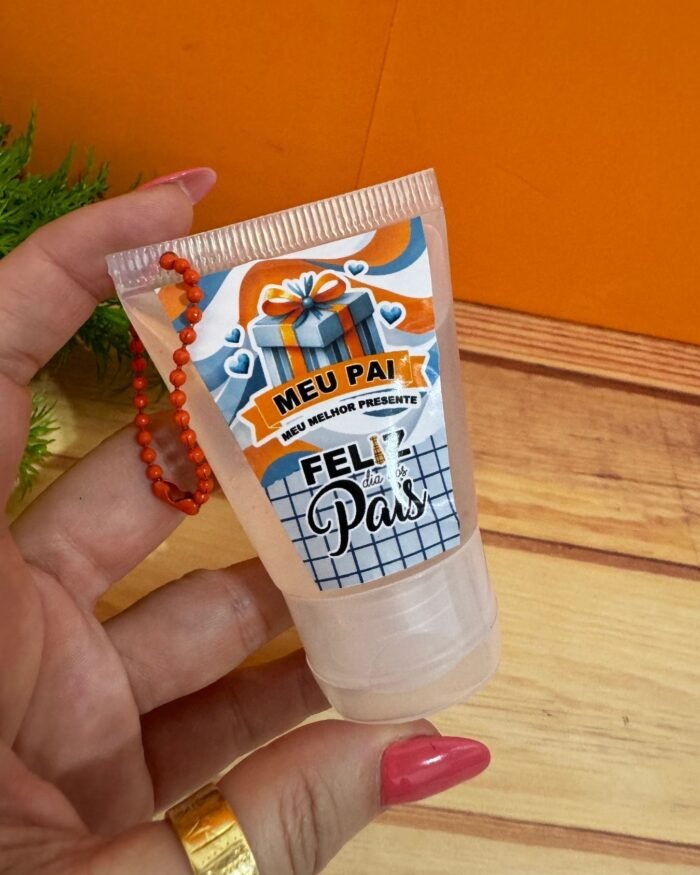 MEU PAI
MEU MELHOR PRESENTE
FELIZ
dia dos
Pais